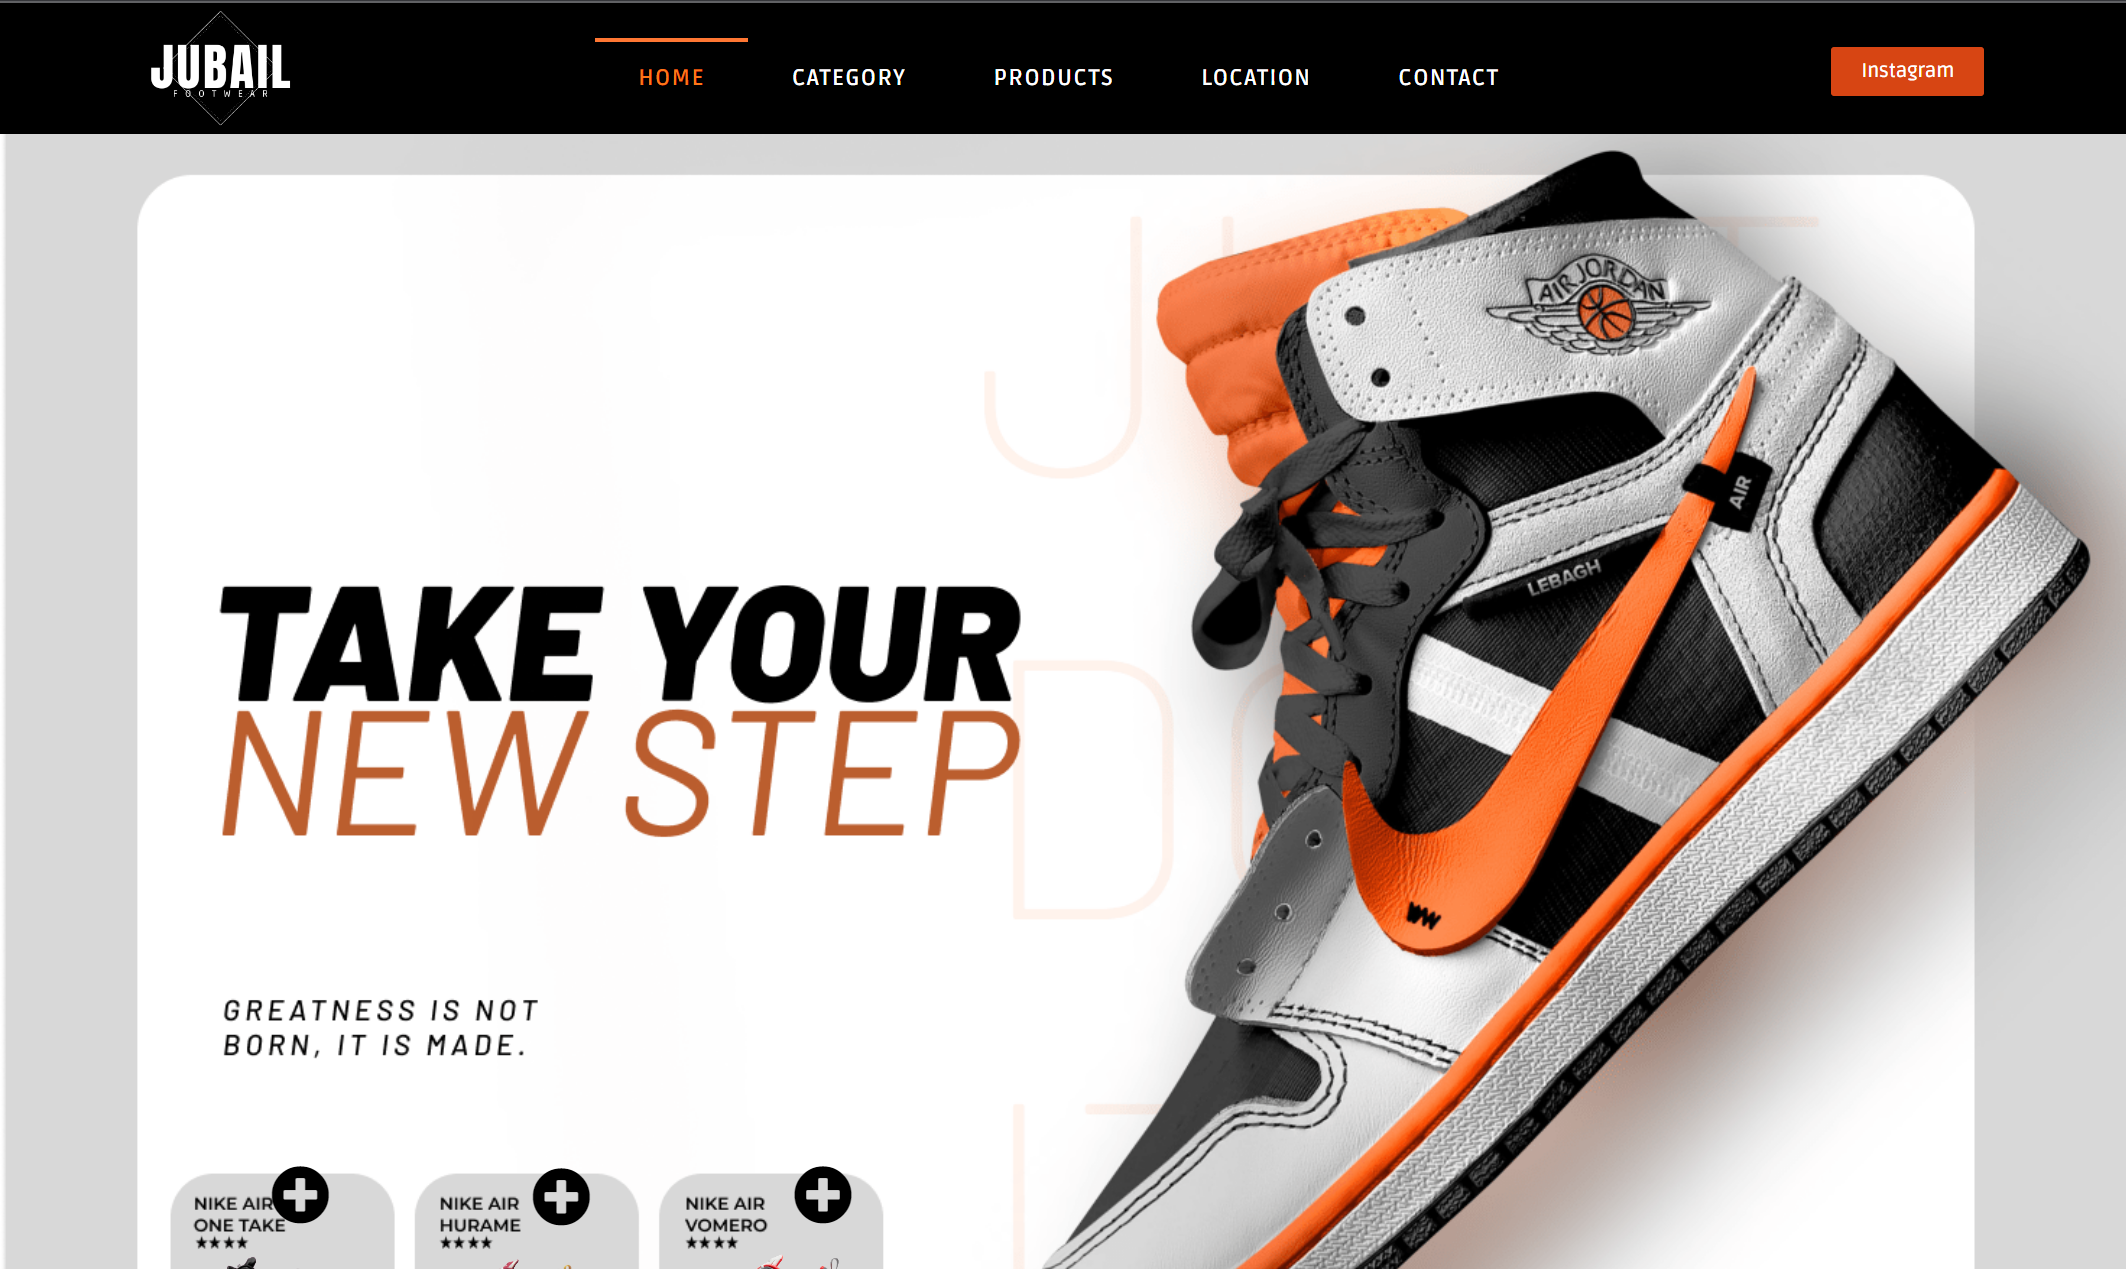 JUBAIL
FOOTWEAR
HOME
CATEGORY
PRODUCTS
LOCATION
CONTACT
Instagram
AIR JORDAN
AIR
LEBAGH
TAKE YOUR
NEW STEP
GREATNESS IS NOT
BORN, IT IS MADE.
NIKE AIR
ONE TAKE
★★★★
NIKE AIR
HURAME
★★★★
NIKE AIR
VOMERO
★★★★